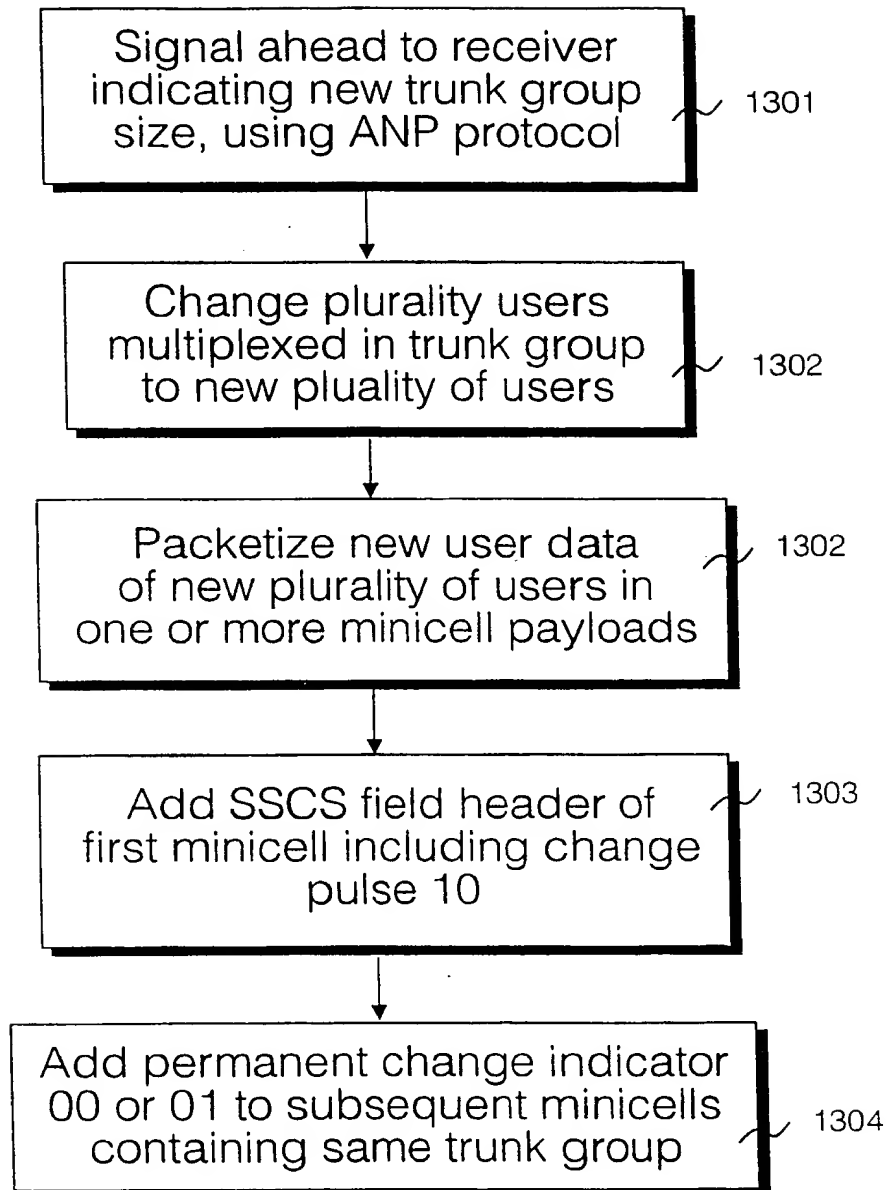 Signal ahead to receiver
indicating new trunk group
size, using ANP protocol
1301
Change plurality users
multiplexed in trunk group
to new pluality of users
1302
Packetize new user data
of new plurality of users in
one or more minicell payloads
1302
Add SSCS field header of
first minicell including change
pulse 10
1303
Add permanent change indicator
00 or 01 to subsequent minicells
containing same trunk group
1304